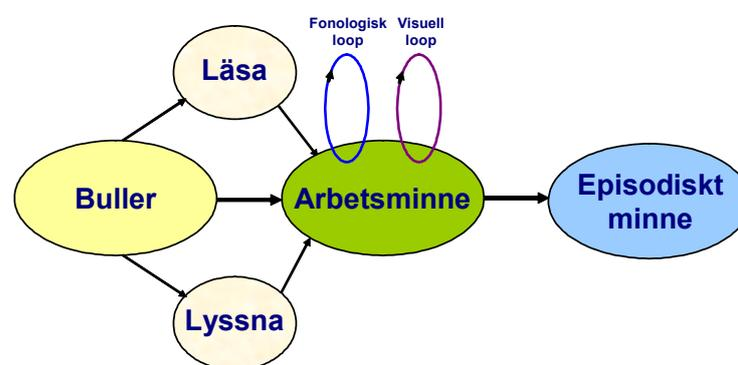 Fonologisk loop
Visuell loop
Läsa
Buller
Arbetsminne
Episodiskt
minne
Lyssna